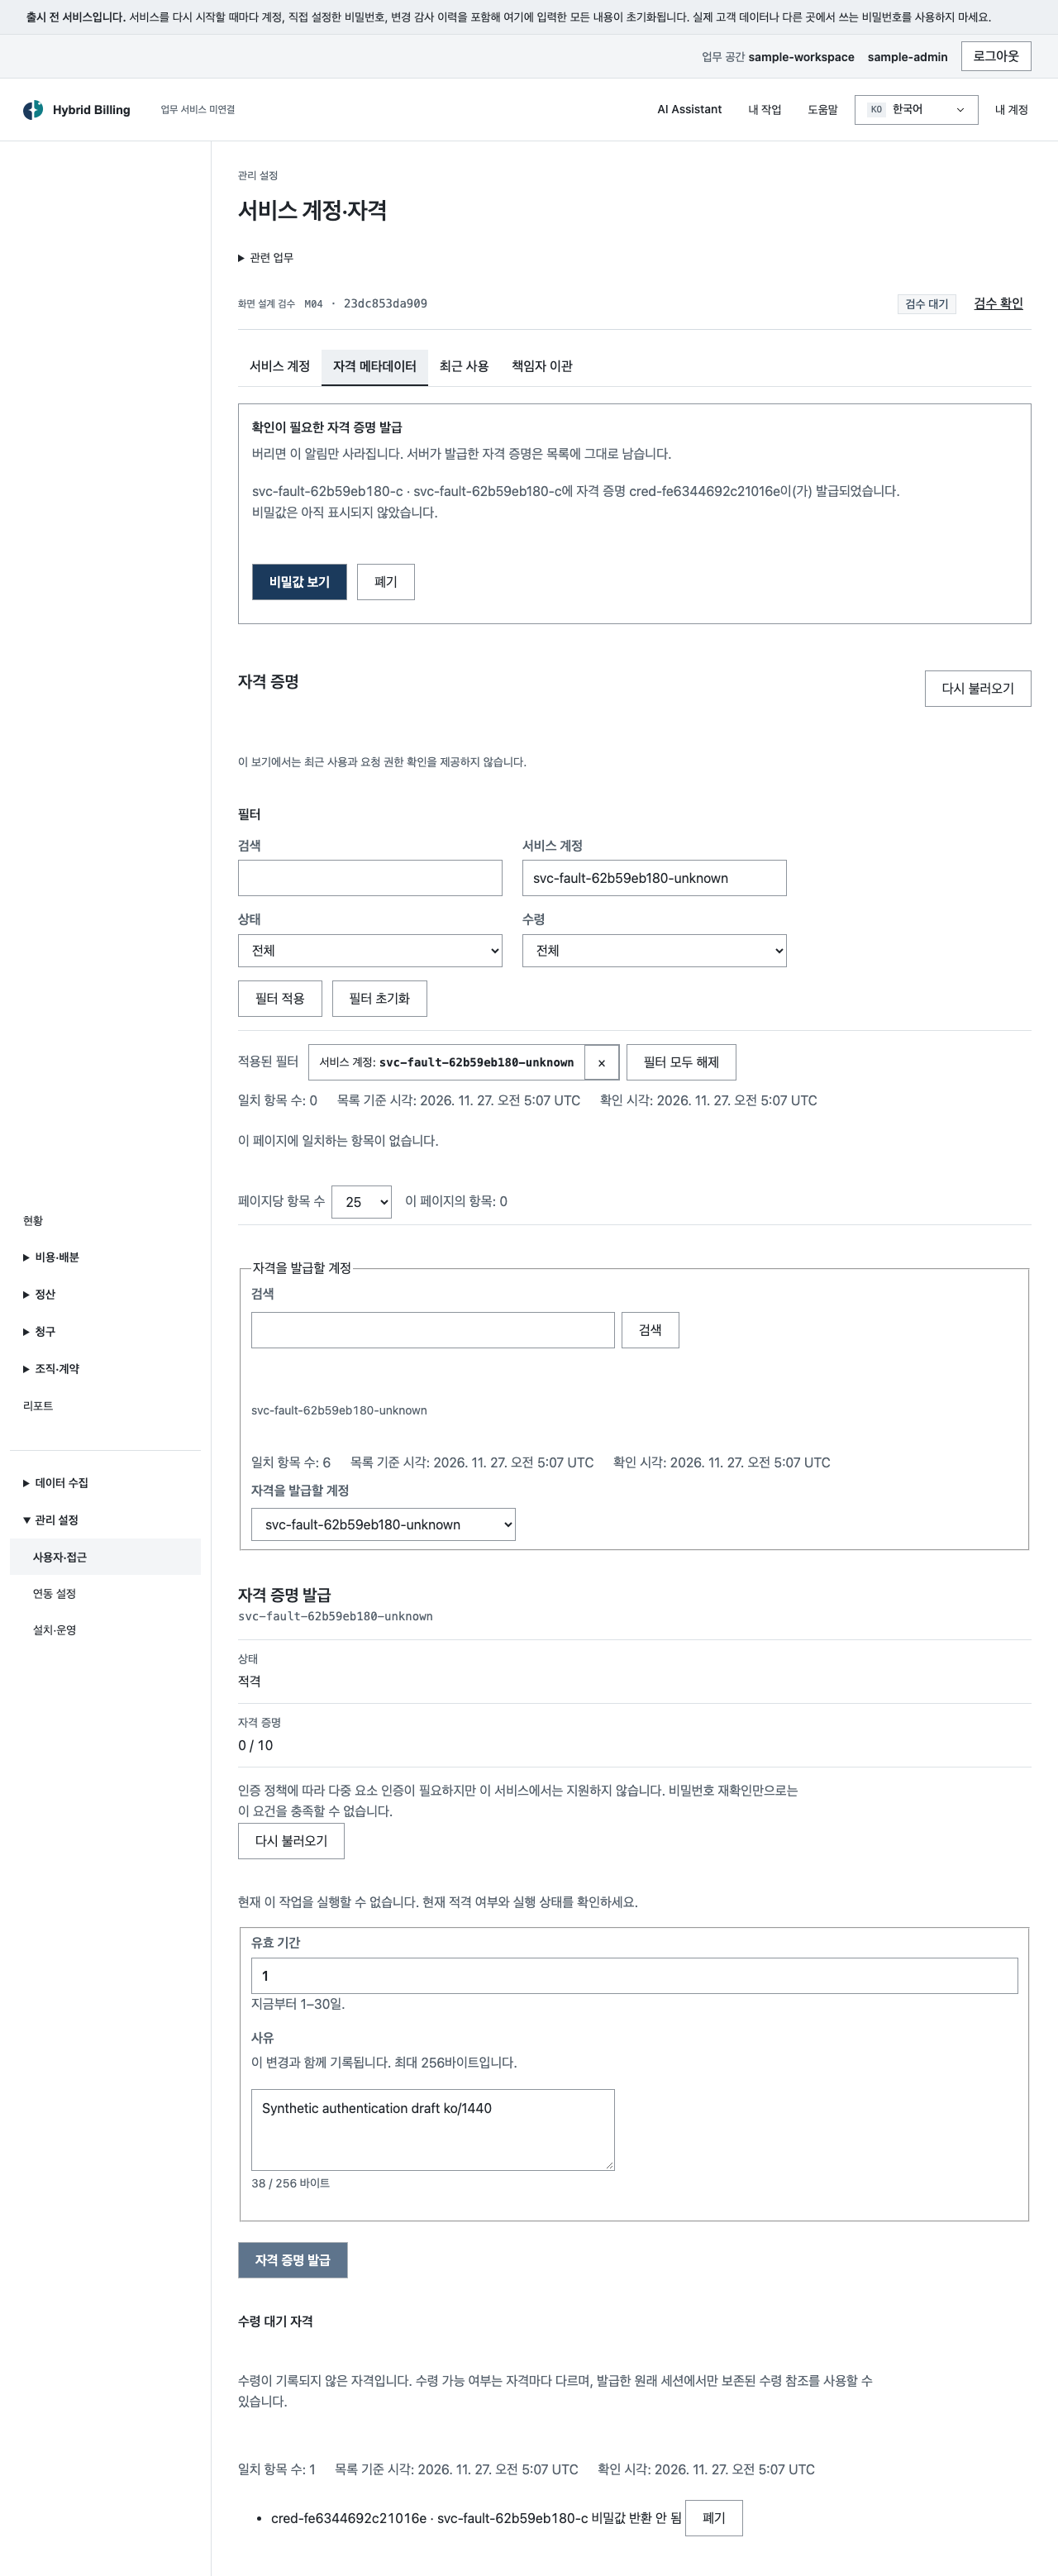 출시 전 서비스입니다. 서비스를 다시 시작할 때마다 계정, 직접 설정한 비밀번호, 변경 감사 이력을 포함해 여기에 입력한 모든 내용이 초기화됩니다. 실제 고객 데이터나 다른 곳에서 쓰는 비밀번호를 사용하지 마세요.
업무 공간 sample-workspace sample-admin 로그아웃
Hybrid Billing 업무 서비스 미연결 AI Assistant 내 작업 도움말 KO 한국어 내 계정
관리 설정
서비스 계정·자격
▶ 관련 업무
화면 설계 검수 M04 · 23dc853da909 검수 대기 검수 확인
서비스 계정 자격 메타데이터 최근 사용 책임자 이관
확인이 필요한 자격 증명 발급
버리면 이 알림만 사라집니다. 서버가 발급한 자격 증명은 목록에 그대로 남습니다.
svc-fault-62b59eb180-c · svc-fault-62b59eb180-c에 자격 증명 cred-fe6344692c21016e이(가) 발급되었습니다.
비밀값은 아직 표시되지 않았습니다.
비밀값 보기 폐기
자격 증명 다시 불러오기
이 보기에서는 최근 사용과 요청 권한 확인을 제공하지 않습니다.
필터
검색 서비스 계정
svc-fault-62b59eb180-unknown
상태 수령
전체 전체
필터 적용 필터 초기화
적용된 필터 서비스 계정: svc-fault-62b59eb180-unknown × 필터 모두 해제
일치 항목 수: 0 목록 기준 시각: 2026. 11. 27. 오전 5:07 UTC 확인 시각: 2026. 11. 27. 오전 5:07 UTC
이 페이지에 일치하는 항목이 없습니다.
페이지당 항목 수 25 이 페이지의 항목: 0
현황
▶ 비용·배분
▶ 정산
▶ 청구
▶ 조직·계약
리포트
▶ 데이터 수집
▼ 관리 설정
사용자·접근
연동 설정
설치·운영
자격을 발급할 계정
검색
검색
svc-fault-62b59eb180-unknown
일치 항목 수: 6 목록 기준 시각: 2026. 11. 27. 오전 5:07 UTC 확인 시각: 2026. 11. 27. 오전 5:07 UTC
자격을 발급할 계정
svc-fault-62b59eb180-unknown
자격 증명 발급
svc-fault-62b59eb180-unknown
상태
적격
자격 증명
0 / 10
인증 정책에 따라 다중 요소 인증이 필요하지만 이 서비스에서는 지원하지 않습니다. 비밀번호 재확인만으로는
이 요건을 충족할 수 없습니다.
다시 불러오기
현재 이 작업을 실행할 수 없습니다. 현재 적격 여부와 실행 상태를 확인하세요.
유효 기간
1
지금부터 1–30일.
사유
이 변경과 함께 기록됩니다. 최대 256바이트입니다.
Synthetic authentication draft ko/1440
38 / 256 바이트
자격 증명 발급
수령 대기 자격
수령이 기록되지 않은 자격입니다. 수령 가능 여부는 자격마다 다르며, 발급한 원래 세션에서만 보존된 수령 참조를 사용할 수
있습니다.
일치 항목 수: 1 목록 기준 시각: 2026. 11. 27. 오전 5:07 UTC 확인 시각: 2026. 11. 27. 오전 5:07 UTC
• cred-fe6344692c21016e · svc-fault-62b59eb180-c 비밀값 반환 안 됨 폐기